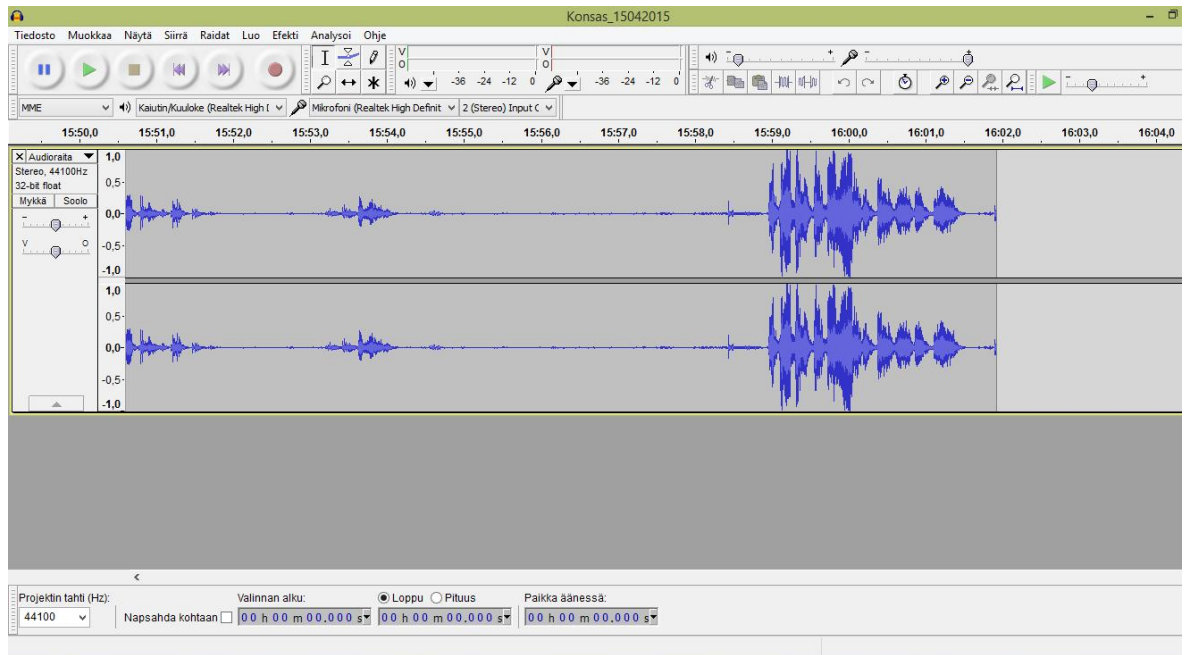 Konsas_15042015
Tiedosto Muokkaa Näytä Siirrä Raidat Luo Efekti Analysoi Ohje
V O -36 -24 -12 0 V O -36 -24 -12 0
MME Kaiutin/Kuuloke (Realtek High [ Mikrofoni (Realtek High Definit 2 (Stereo) Input C
15:50,0 15:51,0 15:52,0 15:53,0 15:54,0 15:55,0 15:56,0 15:57,0 15:58,0 15:59,0 16:00,0 16:01,0 16:02,0 16:03,0 16:04,0
X Audioraita 1,0
Stereo, 44100Hz
32-bit float 0,5
Mykkä Soolo
- + 0,0
V O -0,5
-1,0
1,0
0,5
0,0
-0,5
-1,0
Projektin tahti (Hz): Valinnan alku: Loppu Pituus Paikka äänessä:
44100 Napsahda kohtaan 00 h 00 m 00.000 s 00 h 00 m 00.000 s 00 h 00 m 00.000 s